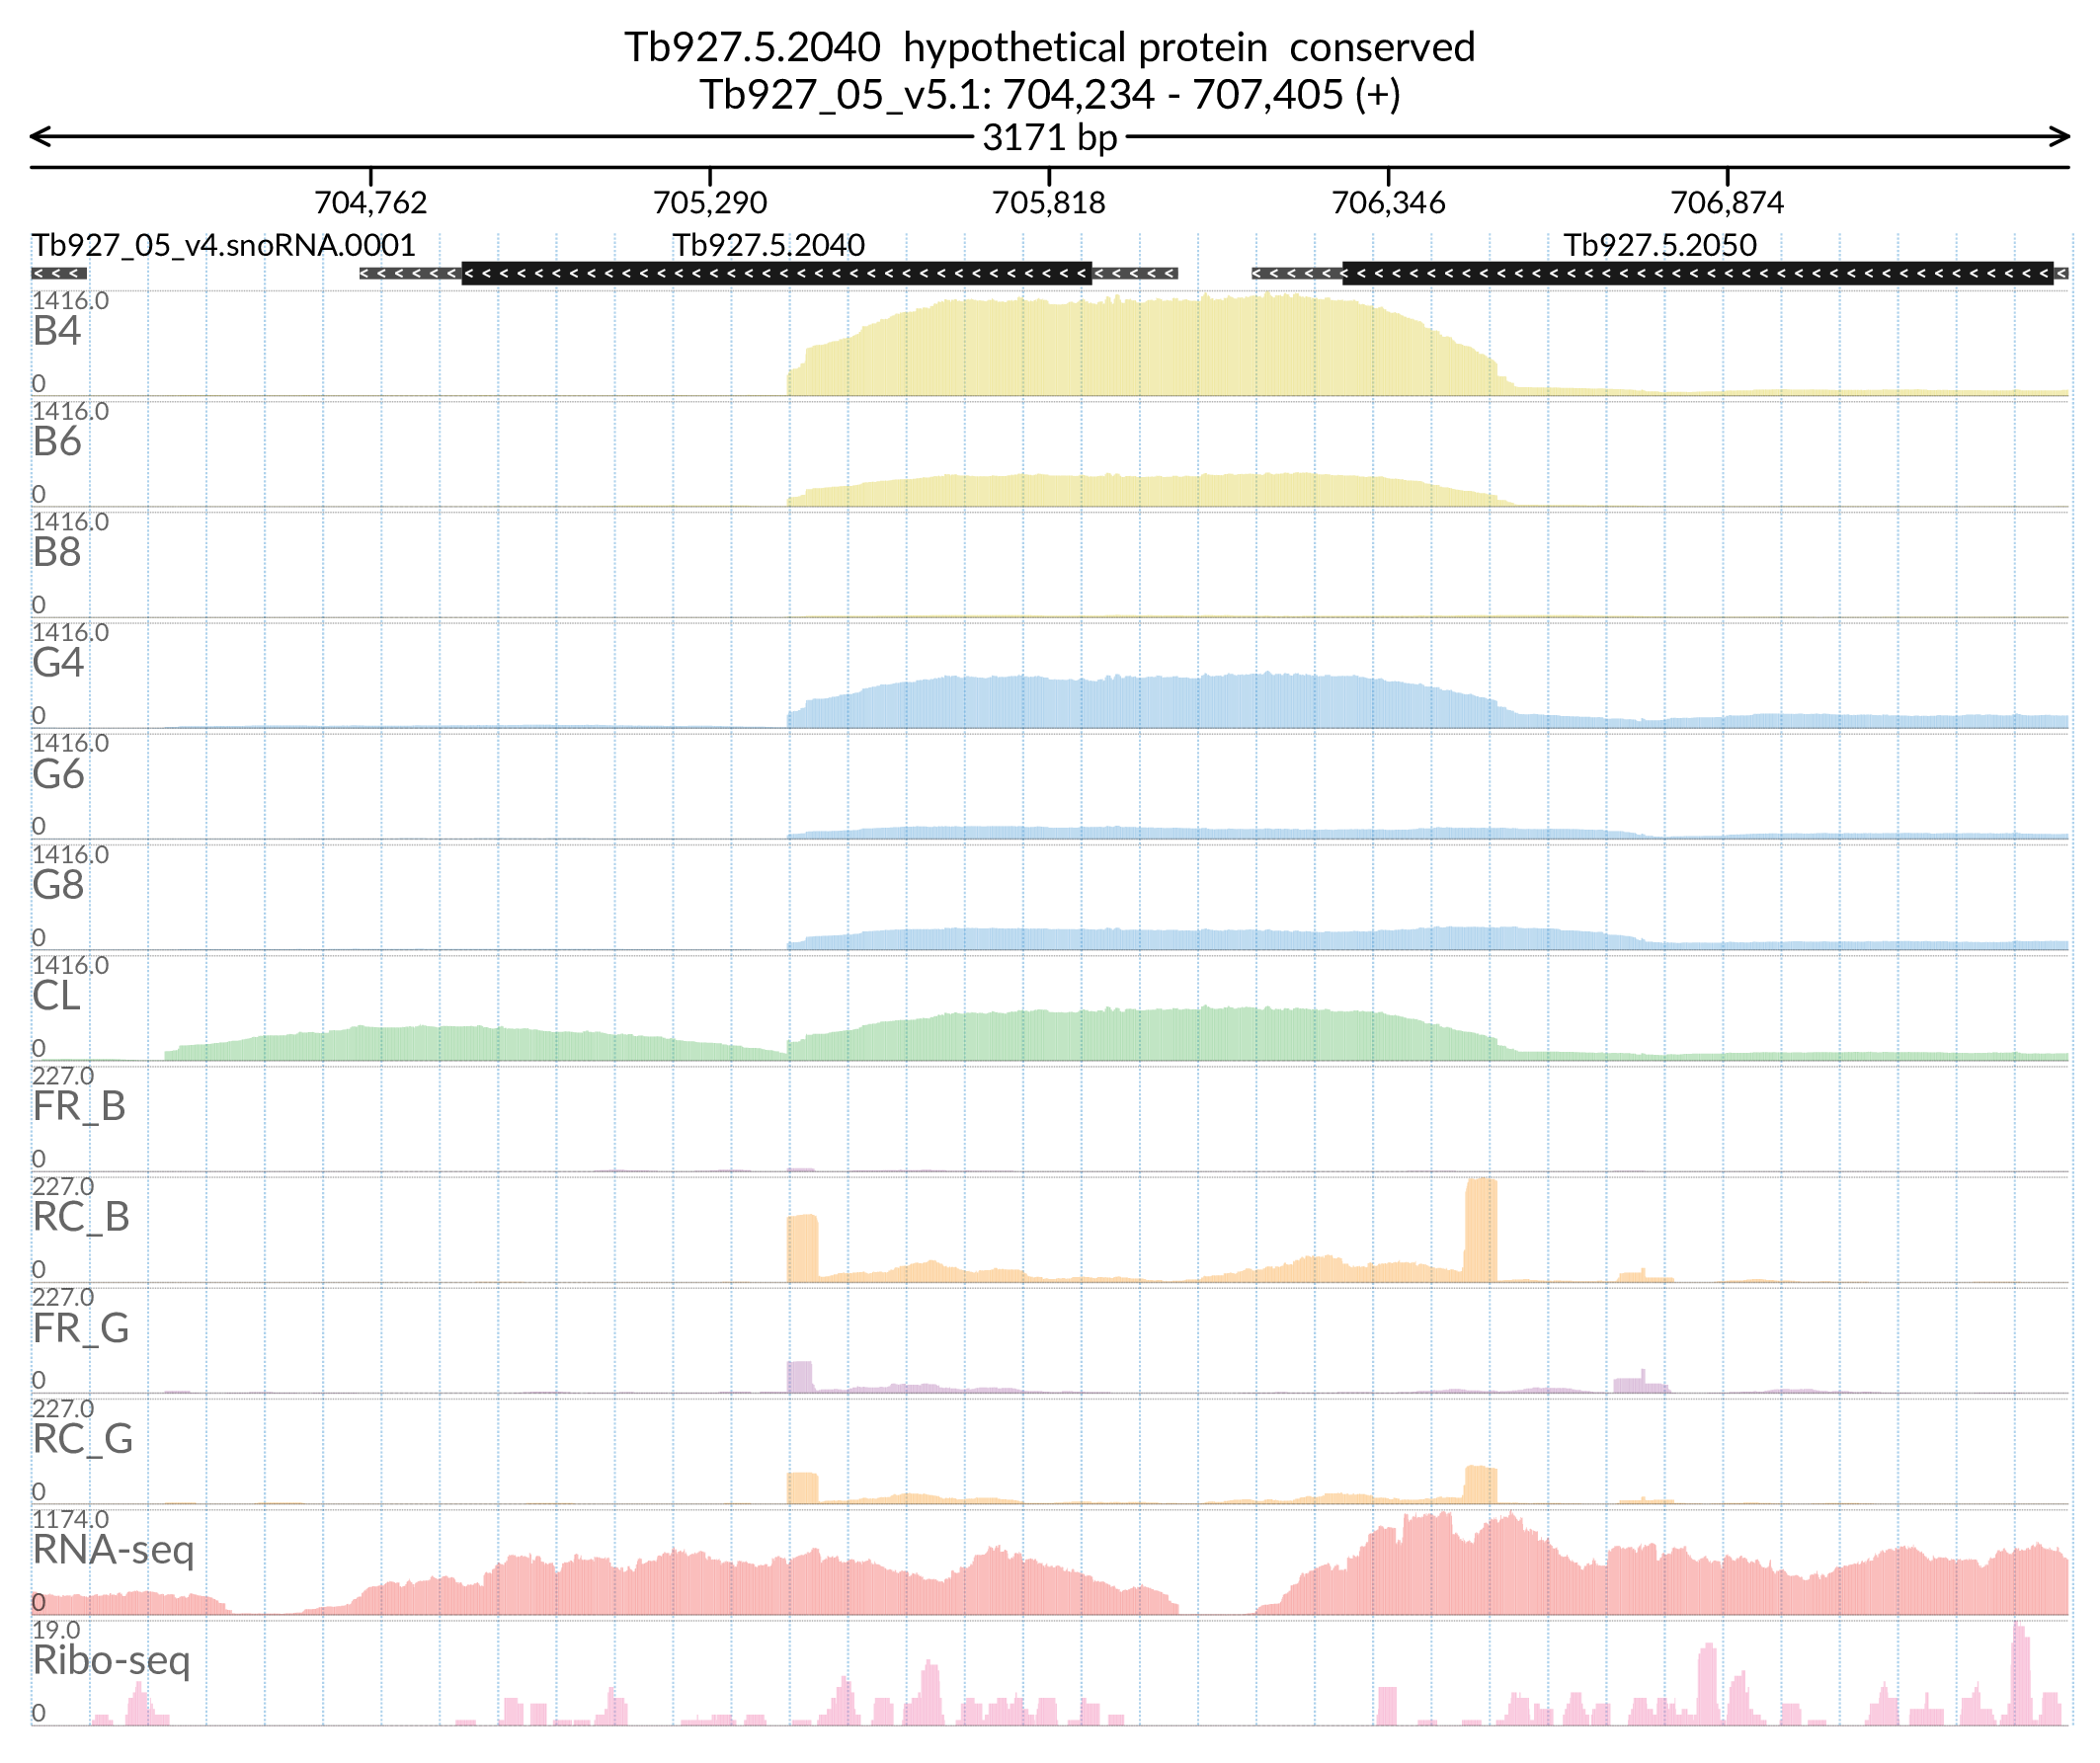 Tb927.5.2040 hypothetical protein conserved
Tb927_05_v5.1: 704,234 - 707,405 (+)
3171 bp
704,762 705,290 705,818 706,346 706,874
Tb927_05_v4.snoRNA.0001 Tb927.5.2040 Tb927.5.2050
1416.0
B4
0
1416.0
B6
0
1416.0
B8
0
1416.0
G4
0
1416.0
G6
0
1416.0
G8
0
1416.0
CL
0
227.0
FR_B
0
227.0
RC_B
0
227.0
FR_G
0
227.0
RC_G
0
1174.0
RNA-seq
0
19.0
Ribo-seq
0